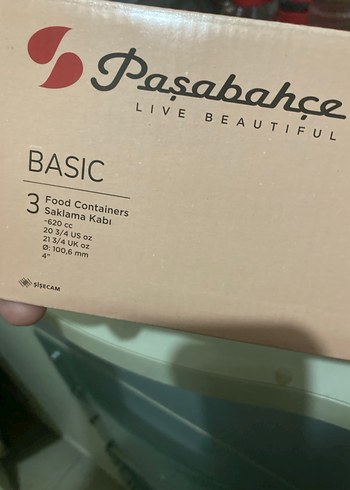 Paşabahçe
LIVE BEAUTIFUL
BASIC
3 Food Containers
Saklama Kabı
~620 cc
20 3/4 US oz
21 3/4 UK oz
Ø: 100,6 mm
4"
ŞİŞECAM